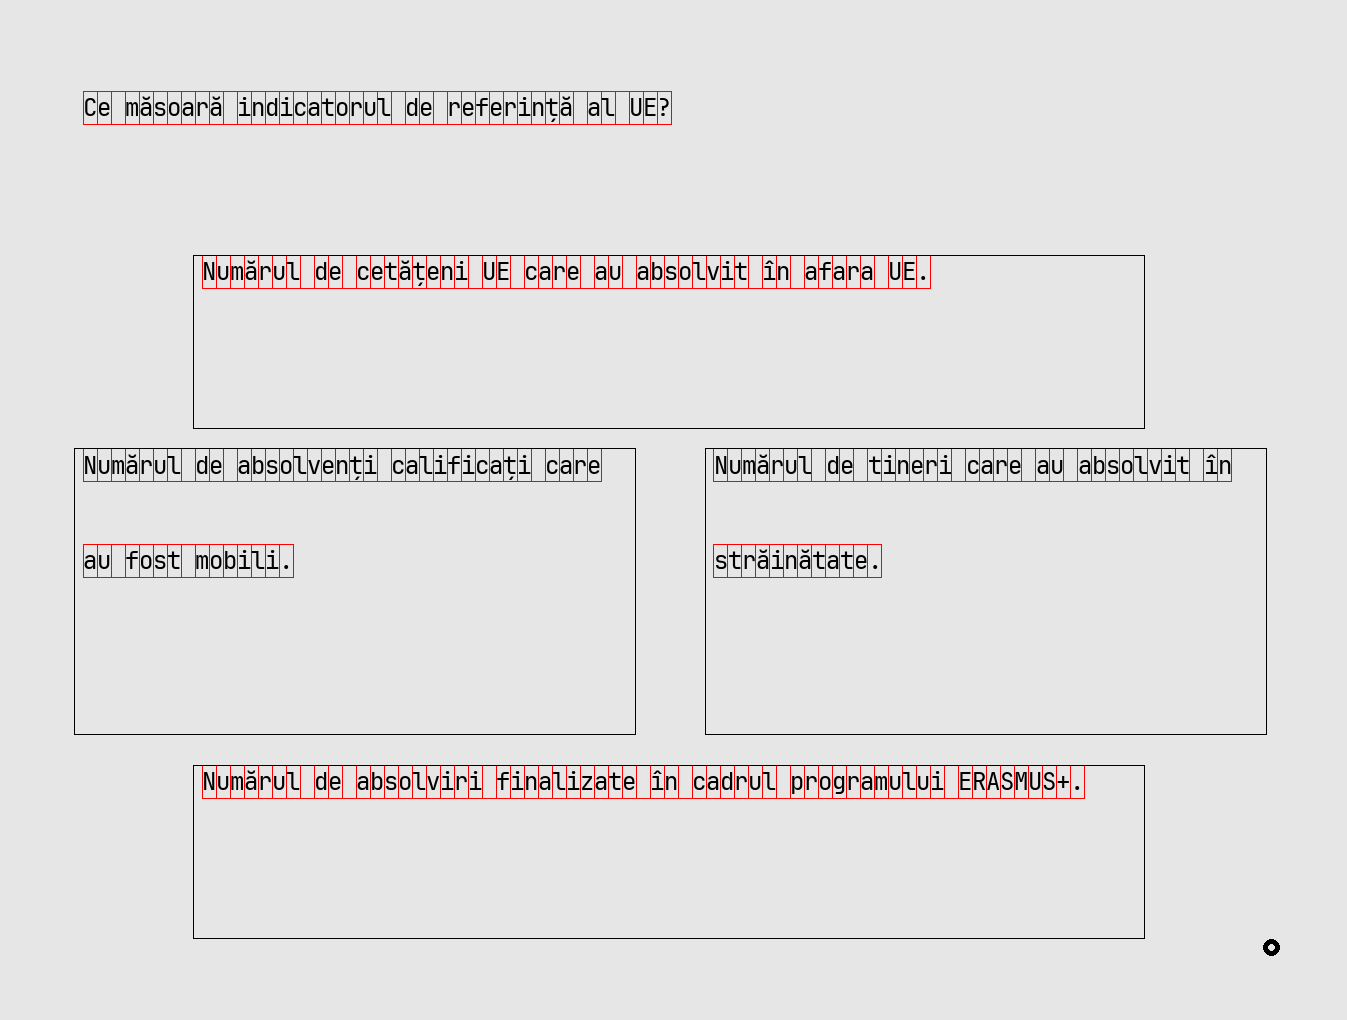 Ce măsoară indicatorul de referință al UE?
Numărul de cetățeni UE care au absolvit în afara UE.
Numărul de absolvenți calificați care
au fost mobili.
Numărul de tineri care au absolvit în
străinătate.
Numărul de absolviri finalizate în cadrul programului ERASMUS+.